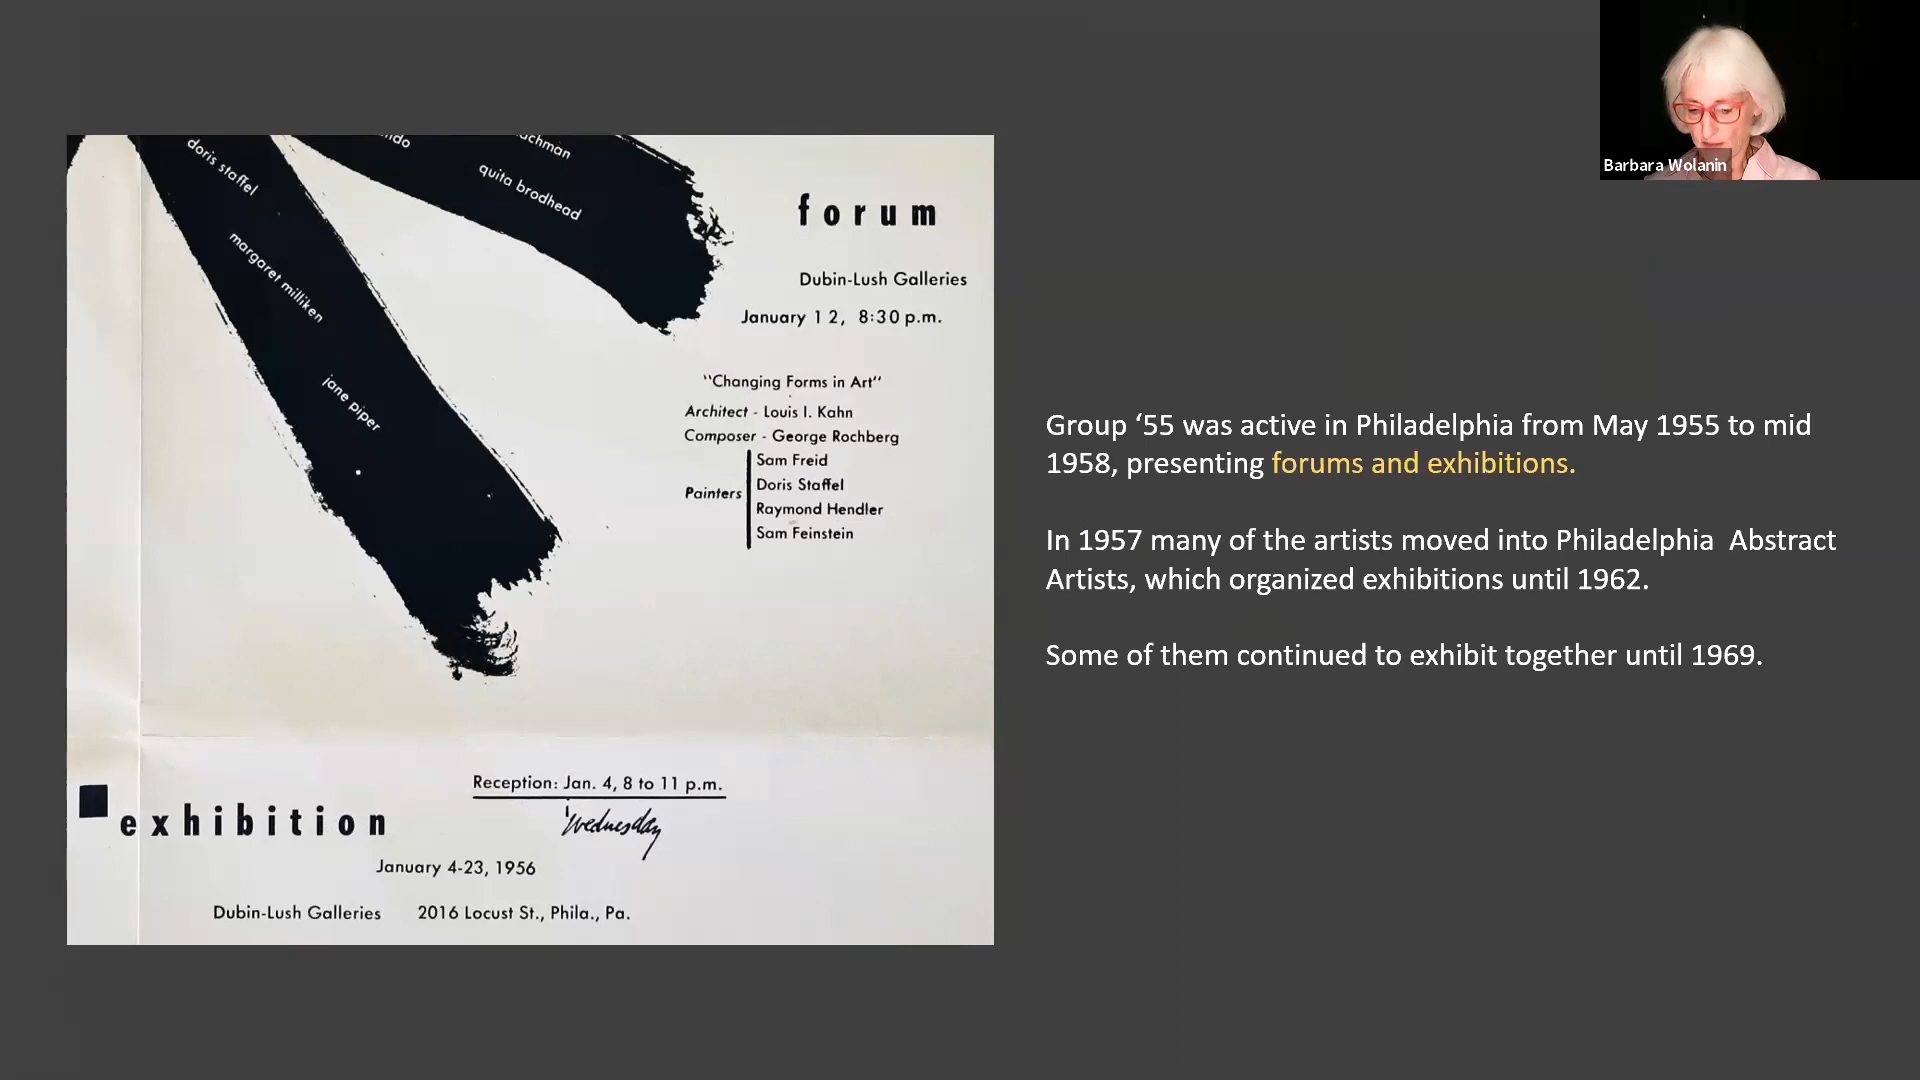 doris staffel
margaret milliken
jane piper
quita brodhead
forum
Dubin-Lush Galleries
January 12, 8:30 p.m.
"Changing Forms in Art"
Architect - Louis I. Kahn
Composer - George Rochberg
Painters
Sam Freid
Doris Staffel
Raymond Hendler
Sam Feinstein
Reception: Jan. 4, 8 to 11 p.m.
Wednesday
exhibition
January 4-23, 1956
Dubin-Lush Galleries 2016 Locust St., Phila., Pa.
Barbara Wolanin
Group ‘55 was active in Philadelphia from May 1955 to mid
1958, presenting forums and exhibitions.
In 1957 many of the artists moved into Philadelphia Abstract
Artists, which organized exhibitions until 1962.
Some of them continued to exhibit together until 1969.